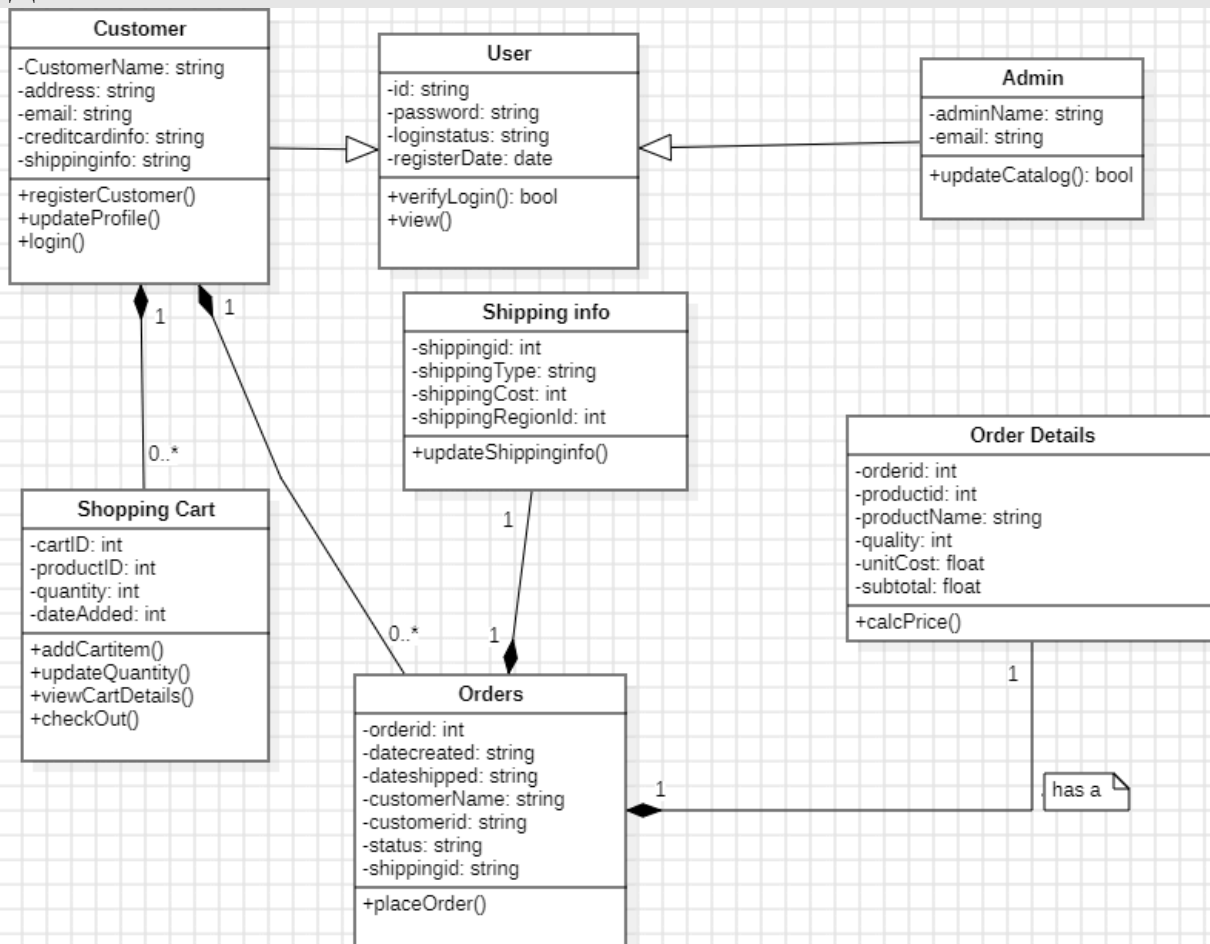 Customer
-CustomerName: string
-address: string
-email: string
-creditcardinfo: string
-shippinginfo: string
+registerCustomer()
+updateProfile()
+login()
User
-id: string
-password: string
-loginstatus: string
-registerDate: date
+verifyLogin(): bool
+view()
Admin
-adminName: string
-email: string
+updateCatalog(): bool
1
1
0..*
0..*
Shipping info
-shippingid: int
-shippingType: string
-shippingCost: int
-shippingRegionId: int
+updateShippinginfo()
1
1
Order Details
-orderid: int
-productid: int
-productName: string
-quality: int
-unitCost: float
-subtotal: float
+calcPrice()
1
has a
1
Shopping Cart
-cartID: int
-productID: int
-quantity: int
-dateAdded: int
+addCartitem()
+updateQuantity()
+viewCartDetails()
+checkOut()
Orders
-orderid: int
-datecreated: string
-dateshipped: string
-customerName: string
-customerid: string
-status: string
-shippingid: string
+placeOrder()